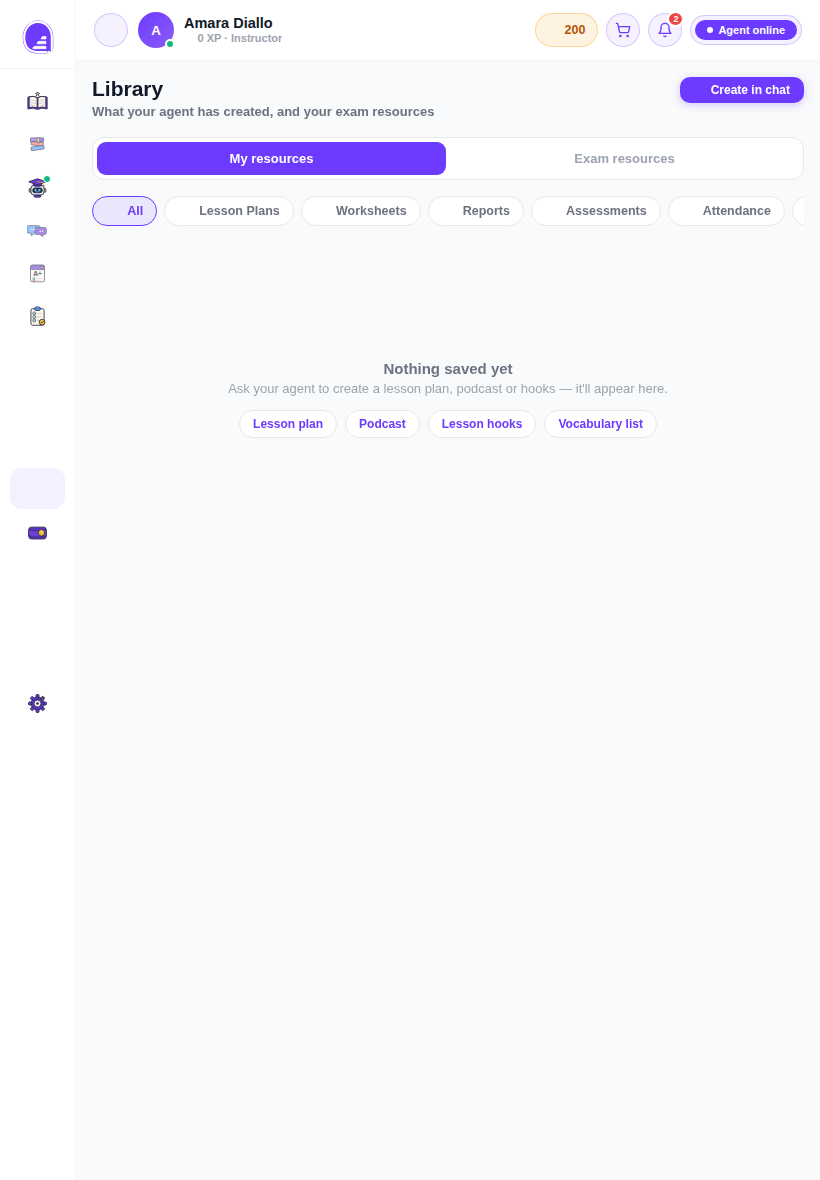 A
Amara Diallo
0 XP · Instructor
200
2
Agent online
Library
What your agent has created, and your exam resources
Create in chat
My resources
Exam resources
All
Lesson Plans
Worksheets
Reports
Assessments
Attendance
Nothing saved yet
Ask your agent to create a lesson plan, podcast or hooks — it'll appear here.
Lesson plan
Podcast
Lesson hooks
Vocabulary list